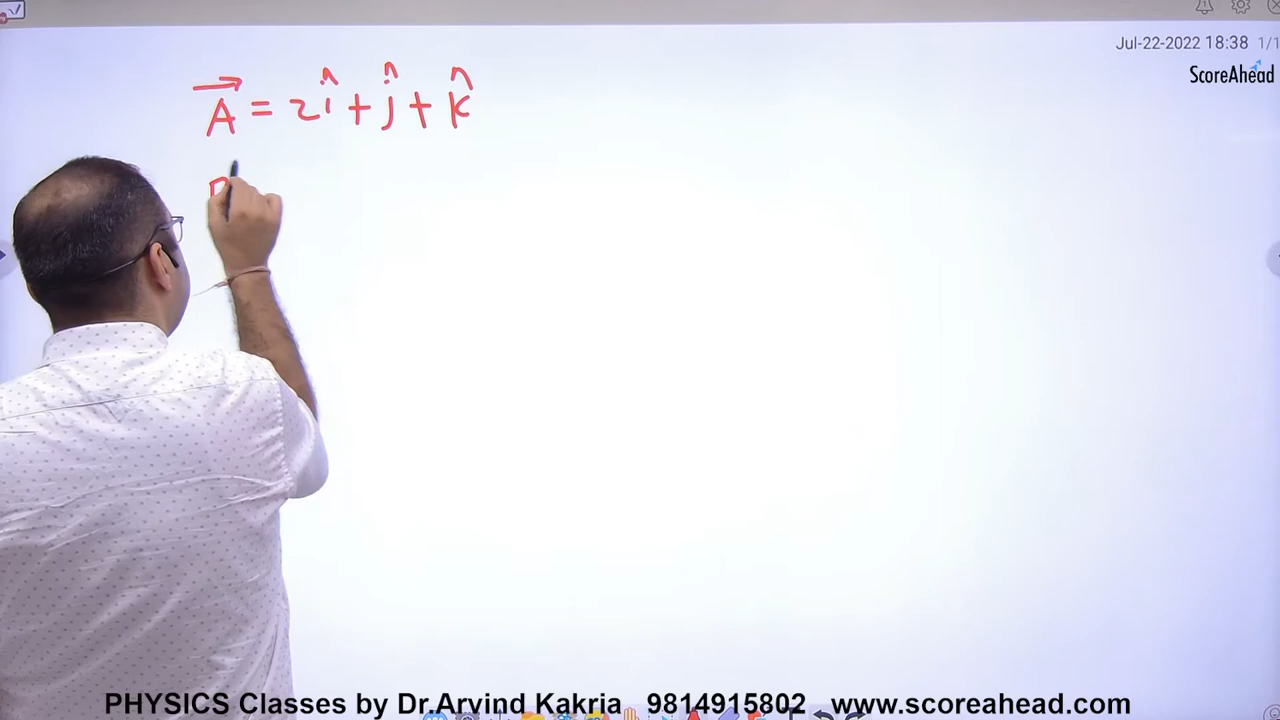 Jul-22-2022 18:38 1/1
ScoreAhead
A⃗ = 2î + ĵ + k̂
PHYSICS Classes by Dr.Arvind Kakria 9814915802 www.scoreahead.com